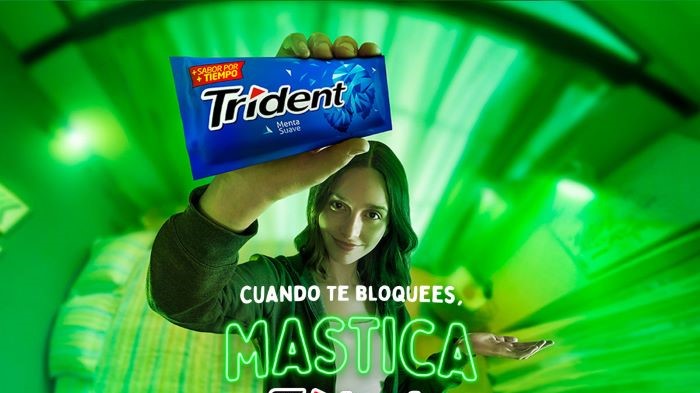 + SABOR POR
+ TIEMPO
Trident
Menta
Suave
CUANDO TE BLOQUEES,
MASTICA